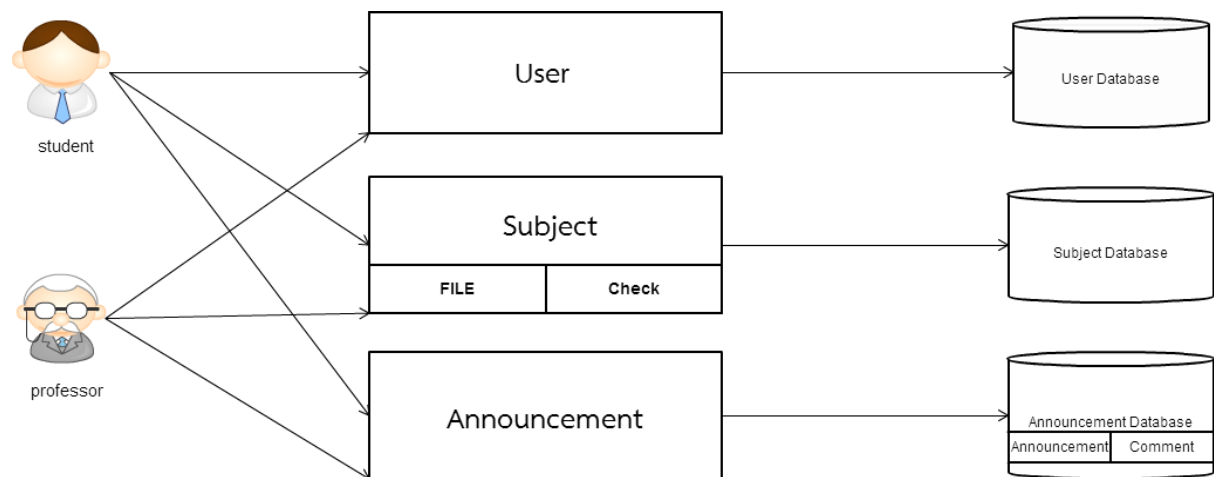 User
User Database
student
Subject
Subject Database
FILE Check
professor
Announcement
Announcement Database
Announcement Comment